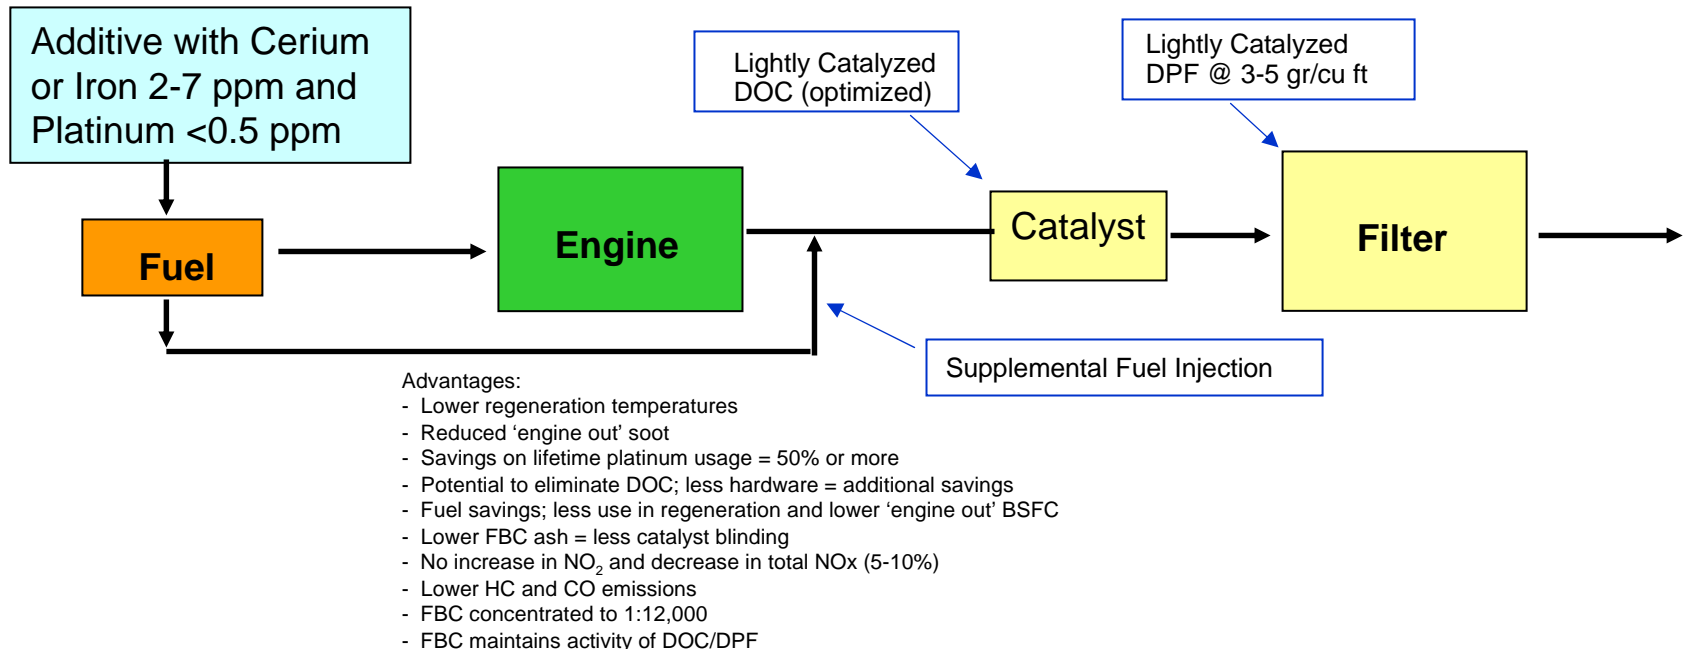 Additive with Cerium
or Iron 2-7 ppm and
Platinum <0.5 ppm
Lightly Catalyzed
DOC (optimized)
Lightly Catalyzed
DPF @ 3-5 gr/cu ft
Fuel
Engine
Catalyst
Filter
Supplemental Fuel Injection
Advantages:
- Lower regeneration temperatures
- Reduced ‘engine out’ soot
- Savings on lifetime platinum usage = 50% or more
- Potential to eliminate DOC; less hardware = additional savings
- Fuel savings; less use in regeneration and lower ‘engine out’ BSFC
- Lower FBC ash = less catalyst blinding
- No increase in NO₂ and decrease in total NOx (5-10%)
- Lower HC and CO emissions
- FBC concentrated to 1:12,000
- FBC maintains activity of DOC/DPF